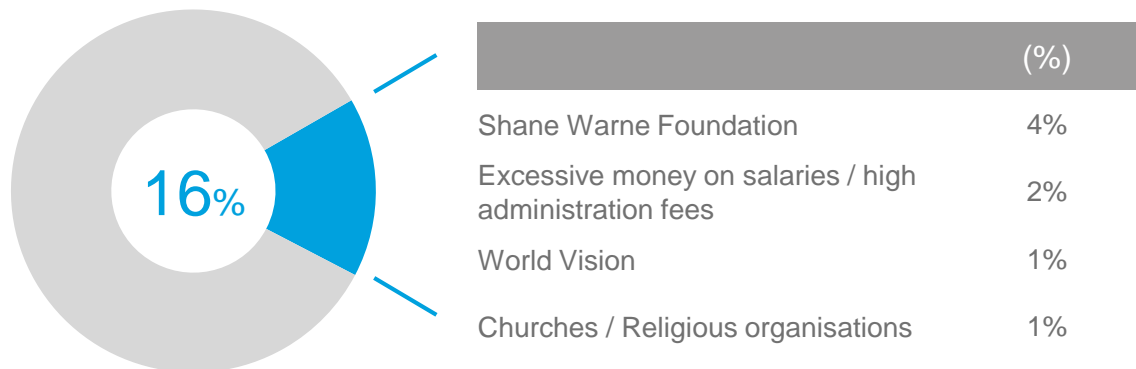 16%
(%)
Shane Warne Foundation 4%
Excessive money on salaries / high
administration fees 2%
World Vision 1%
Churches / Religious organisations 1%